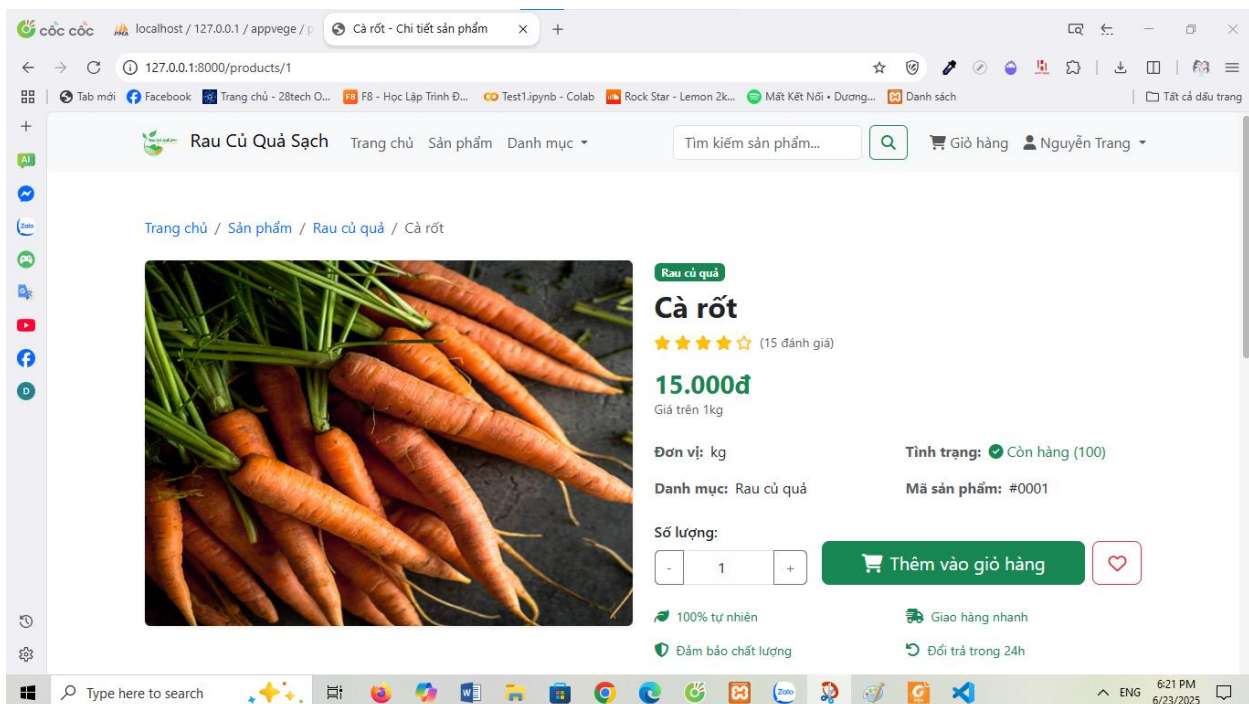 cốc cốc localhost / 127.0.0.1 / appvege / p Cà rốt - Chi tiết sản phẩm
127.0.0.1:8000/products/1
Tab mới Facebook Trang chủ - 28tech O... F8 - Học Lập Trình Đ... Test1.ipynb - Colab Rock Star - Lemon 2k... Mất Kết Nối • Dương... Danh sách Tất cả dấu trang
Rau Củ Quả Sạch Trang chủ Sản phẩm Danh mục Tìm kiếm sản phẩm... Giỏ hàng Nguyễn Trang
Trang chủ / Sản phẩm / Rau củ quả / Cà rốt
Rau củ quả
Cà rốt
(15 đánh giá)
15.000đ
Giá trên 1kg
Đơn vị: kg Tình trạng: Còn hàng (100)
Danh mục: Rau củ quả Mã sản phẩm: #0001
Số lượng:
- 1 + Thêm vào giỏ hàng
100% tự nhiên Giao hàng nhanh
Đảm bảo chất lượng Đổi trả trong 24h
Type here to search ENG 6:21 PM
6/23/2025